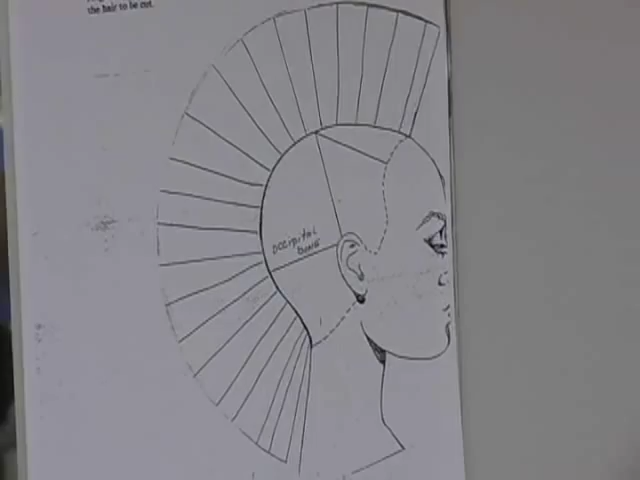 the hair to be cut.
Occipital
bone